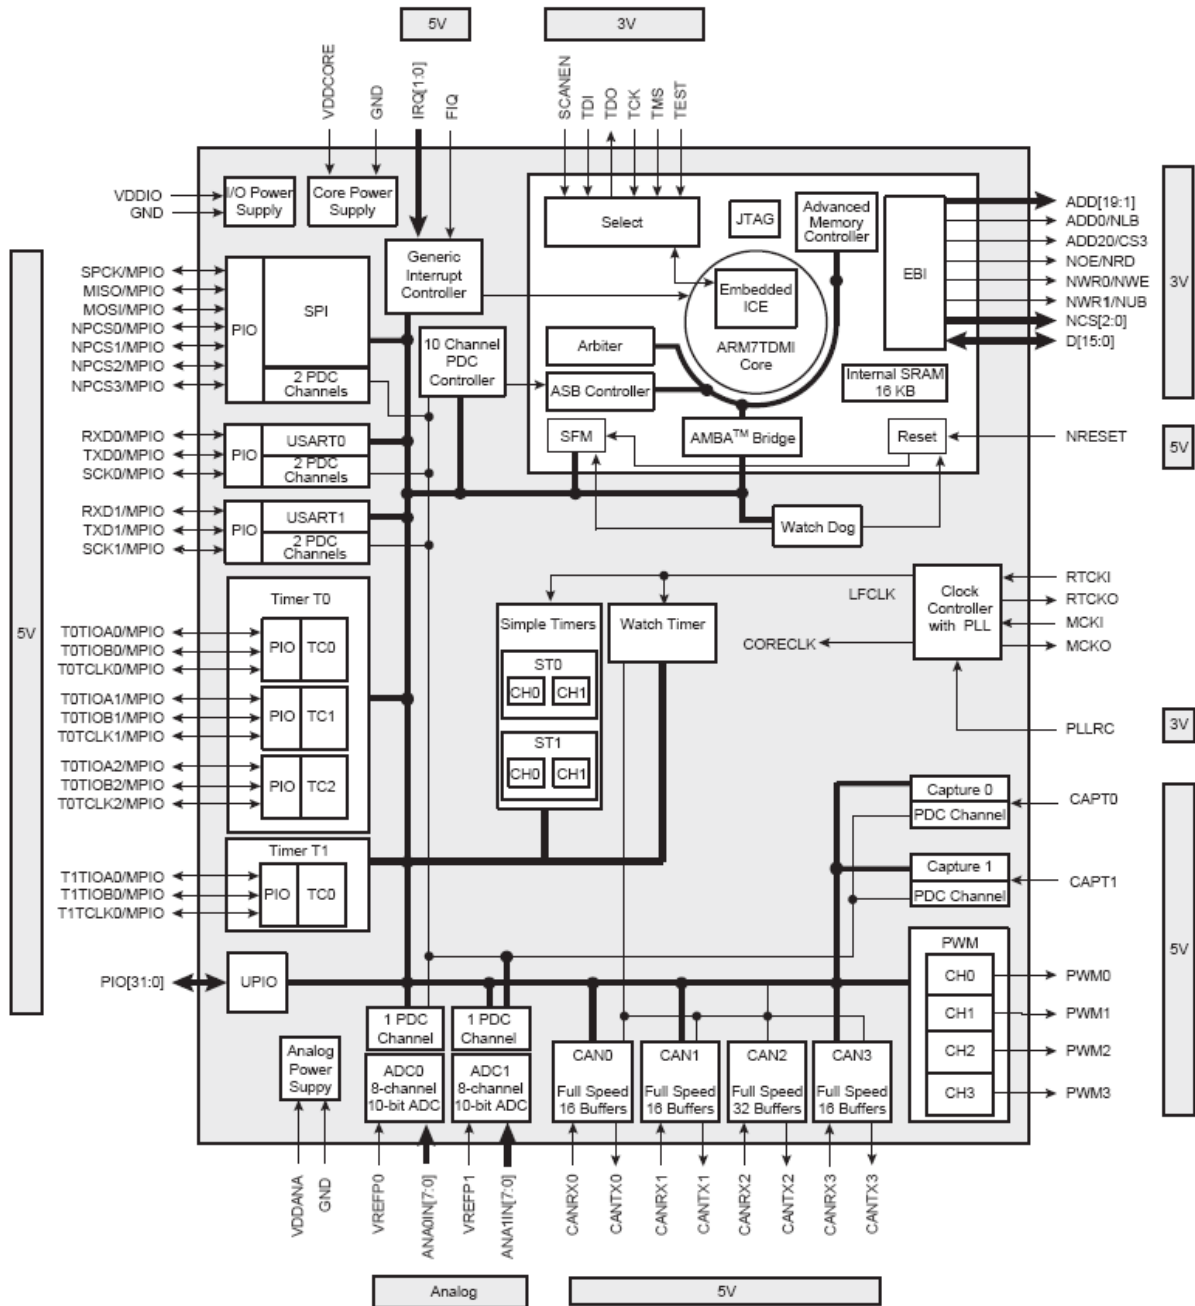 5V
3V
VDDCORE
GND
IRQ[1:0]
FIQ
SCANEN
TDI
TDO
TCK
TMS
TEST
VDDIO
GND
I/O Power
Supply
Core Power
Supply
Select
JTAG
Advanced
Memory
Controller
EBI
ADD[19:1]
ADD0/NLB
ADD20/CS3
NOE/NRD
NWR0/NWE
NWR1/NUB
NCS[2:0]
D[15:0]
3V
Generic
Interrupt
Controller
Embedded
ICE
ARM7TDMI
Core
SPCK/MPIO
MISO/MPIO
MOSI/MPIO
NPCS0/MPIO
NPCS1/MPIO
NPCS2/MPIO
NPCS3/MPIO
PIO
SPI
2 PDC
Channels
10 Channel
PDC
Controller
Arbiter
ASB Controller
Internal SRAM
16 KB
RXD0/MPIO
TXD0/MPIO
SCK0/MPIO
PIO
USART0
2 PDC
Channels
SFM
AMBA™ Bridge
Reset
NRESET
5V
RXD1/MPIO
TXD1/MPIO
SCK1/MPIO
PIO
USART1
2 PDC
Channels
Watch Dog
5V
Timer T0
T0TIOA0/MPIO
T0TIOB0/MPIO
T0TCLK0/MPIO
PIO
TC0
T0TIOA1/MPIO
T0TIOB1/MPIO
T0TCLK1/MPIO
PIO
TC1
T0TIOA2/MPIO
T0TIOB2/MPIO
T0TCLK2/MPIO
PIO
TC2
Simple Timers
ST0
CH0
CH1
ST1
CH0
CH1
Watch Timer
LFCLK
CORECLK
Clock
Controller
with PLL
RTCKI
RTCKO
MCKI
MCKO
PLLRC
3V
Timer T1
T1TIOA0/MPIO
T1TIOB0/MPIO
T1TCLK0/MPIO
PIO
TC0
Capture 0
PDC Channel
CAPT0
Capture 1
PDC Channel
CAPT1
5V
PIO[31:0]
UPIO
PWM
CH0
CH1
CH2
CH3
PWM0
PWM1
PWM2
PWM3
Analog
Power
Suppy
1 PDC
Channel
ADC0
8-channel
10-bit ADC
1 PDC
Channel
ADC1
8-channel
10-bit ADC
CAN0
Full Speed
16 Buffers
CAN1
Full Speed
16 Buffers
CAN2
Full Speed
32 Buffers
CAN3
Full Speed
16 Buffers
VDDANA
GND
VREFP0
ANA0IN[7:0]
VREFP1
ANA1IN[7:0]
CANRX0
CANTX0
CANRX1
CANTX1
CANRX2
CANTX2
CANRX3
CANTX3
Analog
5V